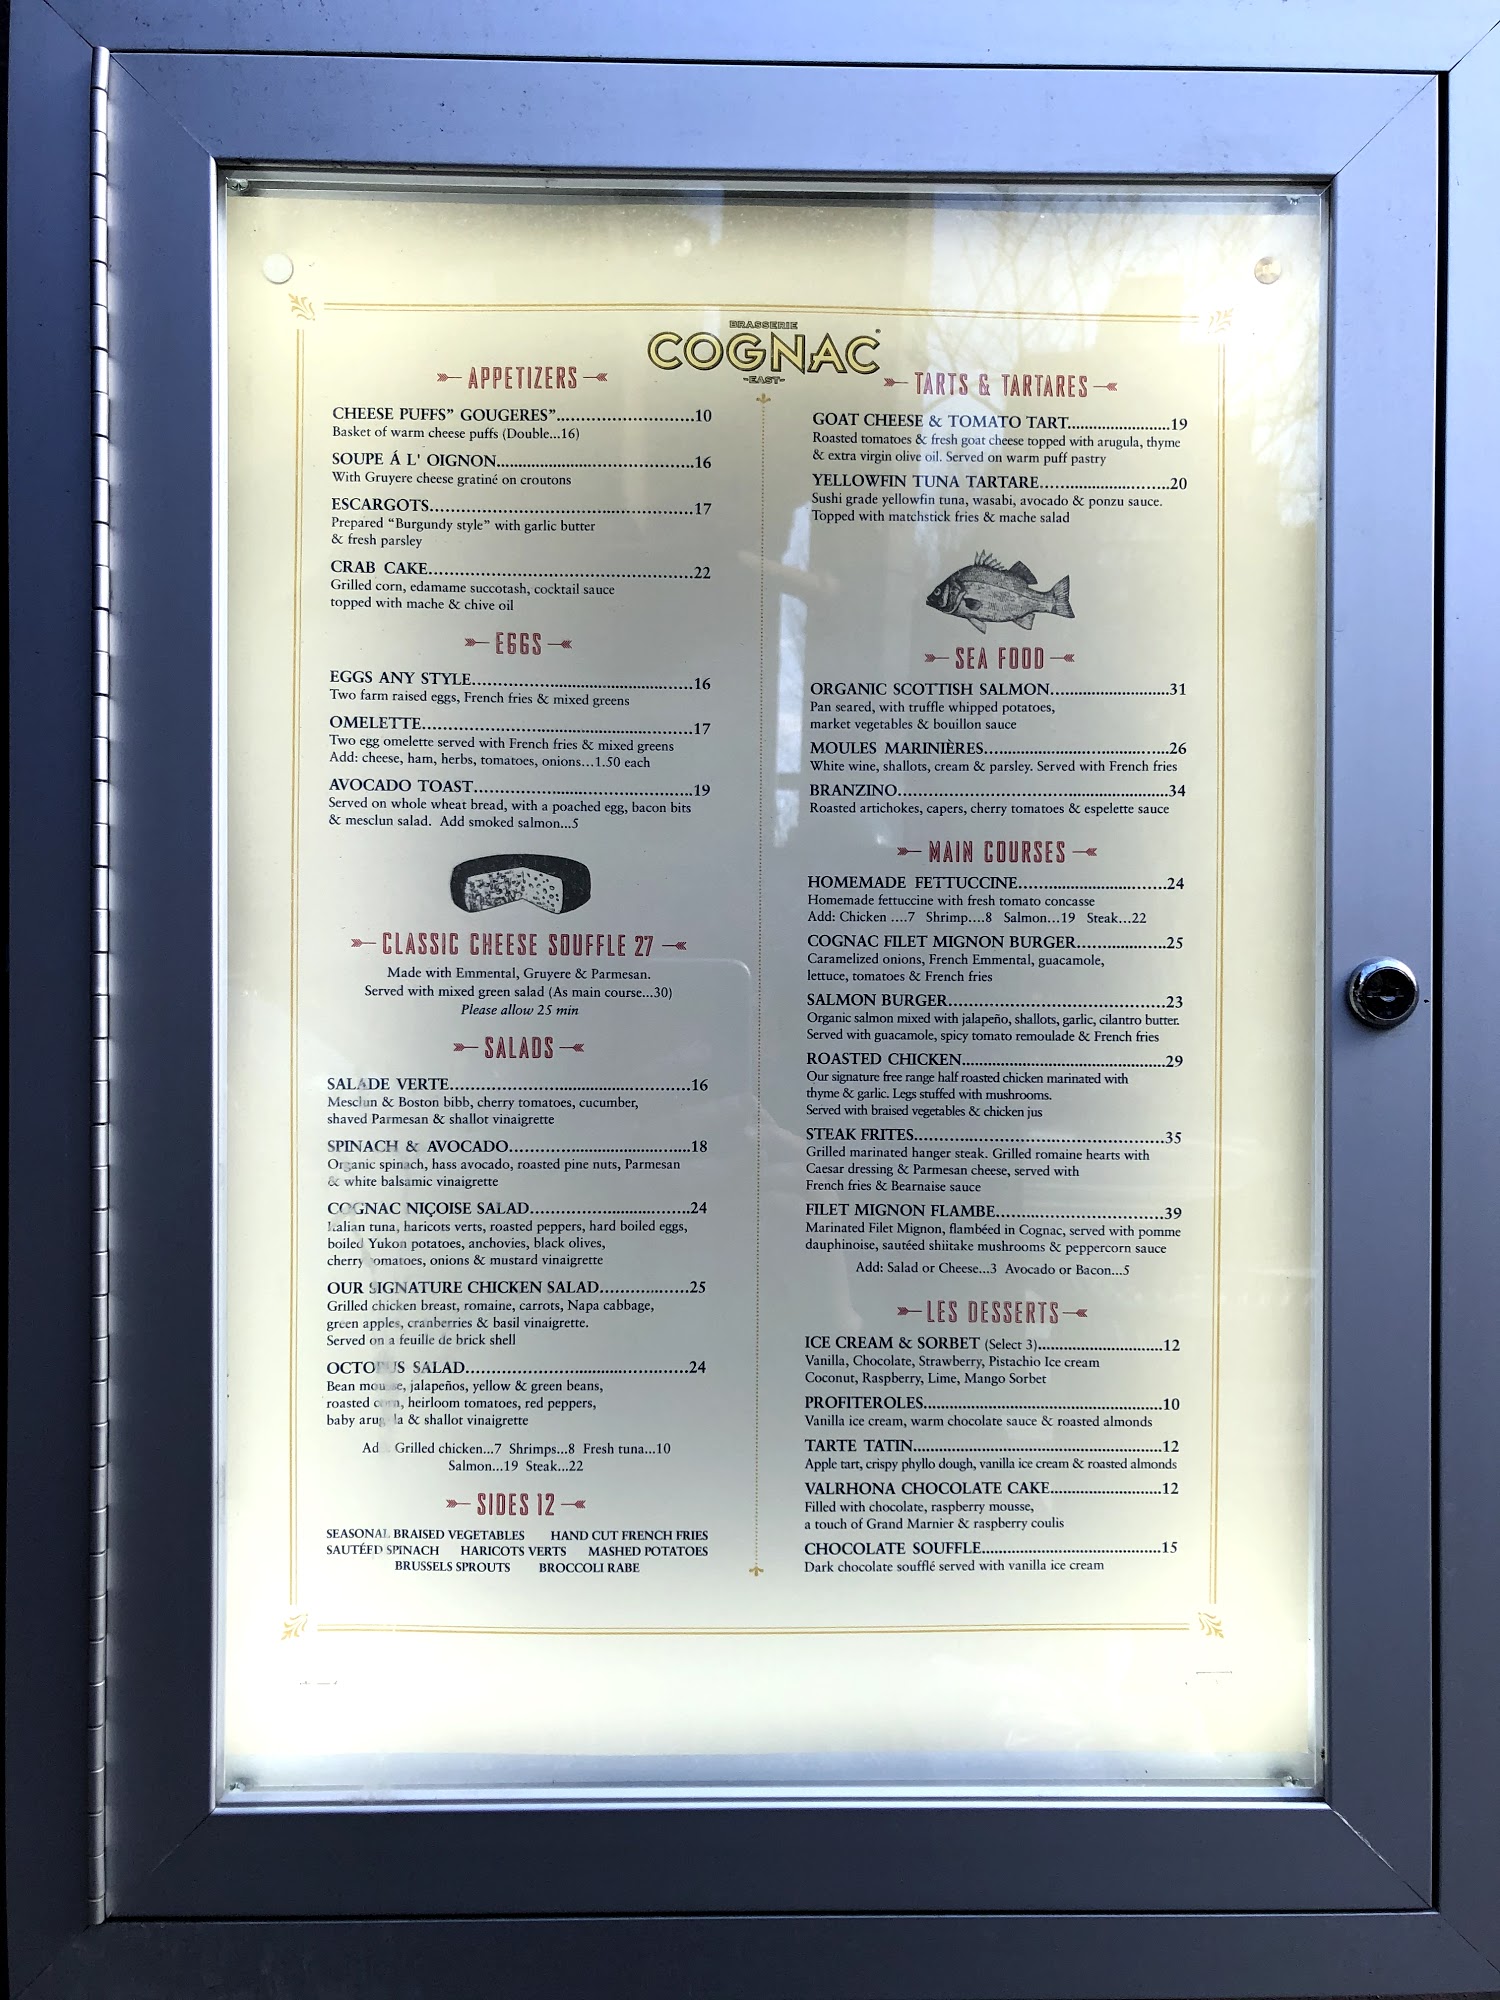 BRASSERIE
COGNAC
-EAST-
APPETIZERS
CHEESE PUFFS” GOUGERES”...........................10
Basket of warm cheese puffs (Double...16)
SOUPE Á L' OIGNON.......................................16
With Gruyere cheese gratiné on croutons
ESCARGOTS....................................................17
Prepared “Burgundy style” with garlic butter
& fresh parsley
CRAB CAKE....................................................22
Grilled corn, edamame succotash, cocktail sauce
topped with mache & chive oil
EGGS
EGGS ANY STYLE............................................16
Two farm raised eggs, French fries & mixed greens
OMELETTE.....................................................17
Two egg omelette served with French fries & mixed greens
Add: cheese, ham, herbs, tomatoes, onions...1.50 each
AVOCADO TOAST...........................................19
Served on whole wheat bread, with a poached egg, bacon bits
& mesclun salad. Add smoked salmon...5
CLASSIC CHEESE SOUFFLE 27
Made with Emmental, Gruyere & Parmesan.
Served with mixed green salad (As main course...30)
Please allow 25 min
SALADS
SALADE VERTE...............................................16
Mesclun & Boston bibb, cherry tomatoes, cucumber,
shaved Parmesan & shallot vinaigrette
SPINACH & AVOCADO....................................18
Organic spinach, hass avocado, roasted pine nuts, Parmesan
& white balsamic vinaigrette
COGNAC NIÇOISE SALAD................................24
Italian tuna, haricots verts, roasted peppers, hard boiled eggs,
boiled Yukon potatoes, anchovies, black olives,
cherry tomatoes, onions & mustard vinaigrette
OUR SIGNATURE CHICKEN SALAD..................25
Grilled chicken breast, romaine, carrots, Napa cabbage,
green apples, cranberries & basil vinaigrette.
Served on a feuille de brick shell
OCTOPUS SALAD............................................24
Bean mousse, jalapeños, yellow & green beans,
roasted corn, heirloom tomatoes, red peppers,
baby arugula & shallot vinaigrette
Add Grilled chicken...7 Shrimps...8 Fresh tuna...10
Salmon...19 Steak...22
SIDES 12
SEASONAL BRAISED VEGETABLES HAND CUT FRENCH FRIES
SAUTÉED SPINACH HARICOTS VERTS MASHED POTATOES
BRUSSELS SPROUTS BROCCOLI RABE
TARTS & TARTARES
GOAT CHEESE & TOMATO TART.....................19
Roasted tomatoes & fresh goat cheese topped with arugula, thyme
& extra virgin olive oil. Served on warm puff pastry
YELLOWFIN TUNA TARTARE..........................20
Sushi grade yellowfin tuna, wasabi, avocado & ponzu sauce.
Topped with matchstick fries & mache salad
SEA FOOD
ORGANIC SCOTTISH SALMON........................31
Pan seared, with truffle whipped potatoes,
market vegetables & bouillon sauce
MOULES MARINIÈRES....................................26
White wine, shallots, cream & parsley. Served with French fries
BRANZINO.....................................................34
Roasted artichokes, capers, cherry tomatoes & espelette sauce
MAIN COURSES
HOMEMADE FETTUCCINE..............................24
Homemade fettuccine with fresh tomato concasse
Add: Chicken ....7 Shrimp....8 Salmon...19 Steak...22
COGNAC FILET MIGNON BURGER..................25
Caramelized onions, French Emmental, guacamole,
lettuce, tomatoes & French fries
SALMON BURGER...........................................23
Organic salmon mixed with jalapeño, shallots, garlic, cilantro butter.
Served with guacamole, spicy tomato remoulade & French fries
ROASTED CHICKEN........................................29
Our signature free range half roasted chicken marinated with
thyme & garlic. Legs stuffed with mushrooms.
Served with braised vegetables & chicken jus
STEAK FRITES.................................................35
Grilled marinated hanger steak. Grilled romaine hearts with
Caesar dressing & Parmesan cheese, served with
French fries & Bearnaise sauce
FILET MIGNON FLAMBE.................................39
Marinated Filet Mignon, flambéed in Cognac, served with pomme
dauphinoise, sautéed shiitake mushrooms & peppercorn sauce
Add: Salad or Cheese...3 Avocado or Bacon...5
LES DESSERTS
ICE CREAM & SORBET (Select 3).........................12
Vanilla, Chocolate, Strawberry, Pistachio Ice cream
Coconut, Raspberry, Lime, Mango Sorbet
PROFITEROLES...............................................10
Vanilla ice cream, warm chocolate sauce & roasted almonds
TARTE TATIN.................................................12
Apple tart, crispy phyllo dough, vanilla ice cream & roasted almonds
VALRHONA CHOCOLATE CAKE......................12
Filled with chocolate, raspberry mousse,
a touch of Grand Marnier & raspberry coulis
CHOCOLATE SOUFFLE...................................15
Dark chocolate soufflé served with vanilla ice cream